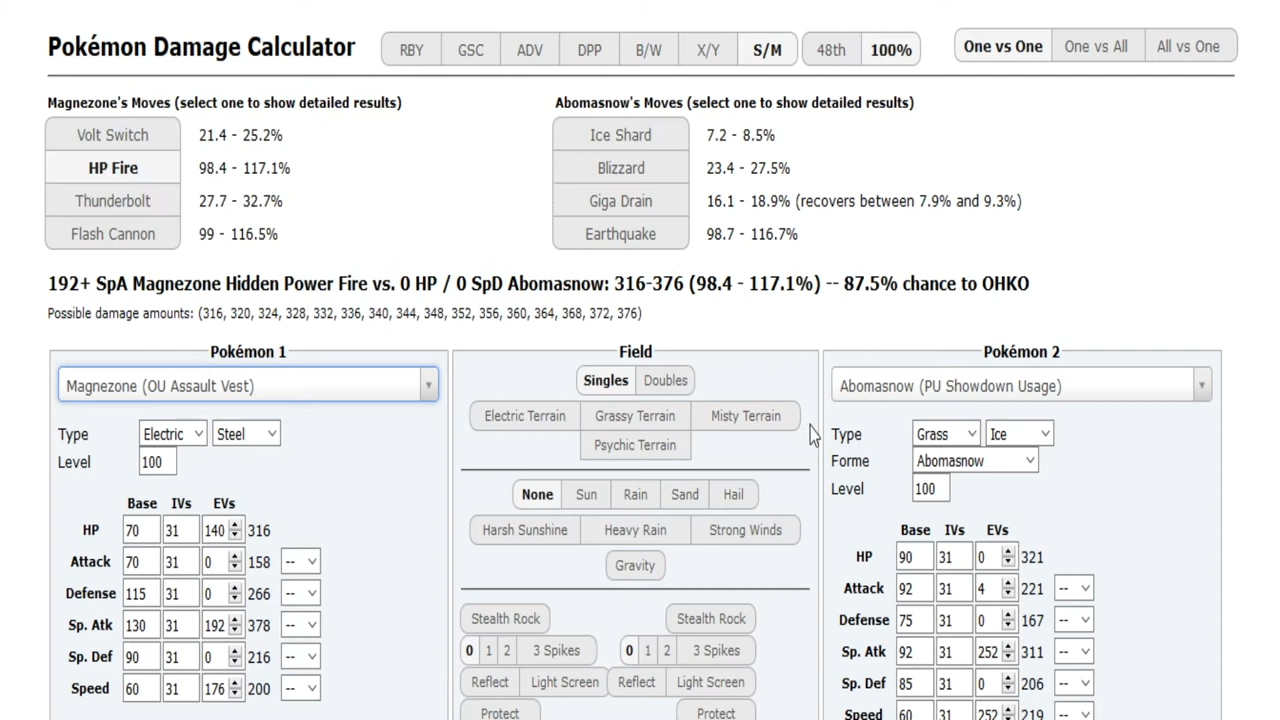 Pokémon Damage Calculator RBY GSC ADV DPP B/W X/Y S/M 48th 100% One vs One One vs All All vs One
Magnezone's Moves (select one to show detailed results) Abomasnow's Moves (select one to show detailed results)
Volt Switch 21.4 - 25.2% Ice Shard 7.2 - 8.5%
HP Fire 98.4 - 117.1% Blizzard 23.4 - 27.5%
Thunderbolt 27.7 - 32.7% Giga Drain 16.1 - 18.9% (recovers between 7.9% and 9.3%)
Flash Cannon 99 - 116.5% Earthquake 98.7 - 116.7%
192+ SpA Magnezone Hidden Power Fire vs. 0 HP / 0 SpD Abomasnow: 316-376 (98.4 - 117.1%) -- 87.5% chance to OHKO
Possible damage amounts: (316, 320, 324, 328, 332, 336, 340, 344, 348, 352, 356, 360, 364, 368, 372, 376)
Pokémon 1
Magnezone (OU Assault Vest)
Type Electric Steel
Level 100
Base IVs EVs
HP 70 31 140 316
Attack 70 31 0 158 --
Defense 115 31 0 266 --
Sp. Atk 130 31 192 378 --
Sp. Def 90 31 0 216 --
Speed 60 31 176 200 --
Field
Singles Doubles
Electric Terrain Grassy Terrain Misty Terrain
Psychic Terrain
None Sun Rain Sand Hail
Harsh Sunshine Heavy Rain Strong Winds
Gravity
Stealth Rock Stealth Rock
0 1 2 3 Spikes 0 1 2 3 Spikes
Reflect Light Screen Reflect Light Screen
Protect Protect
Pokémon 2
Abomasnow (PU Showdown Usage)
Type Grass Ice
Forme Abomasnow
Level 100
Base IVs EVs
HP 90 31 0 321
Attack 92 31 4 221 --
Defense 75 31 0 167 --
Sp. Atk 92 31 252 311 --
Sp. Def 85 31 0 206 --
Speed 60 31 252 219 --